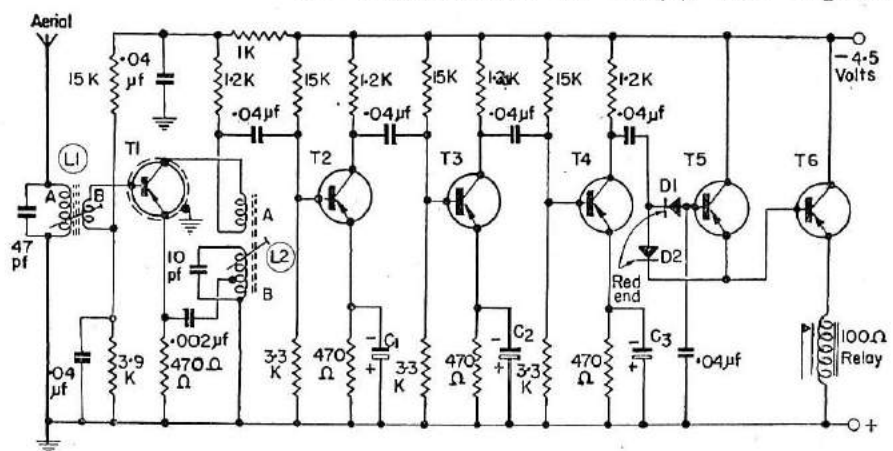 Aerial
15K
.04
µf
1K
1.2K
15K
1.2K
15K
1.2K
15K
1.2K
-4.5
Volts
.04µf
.04µf
.04µf
.04µf
L1
A
B
T1
T2
T3
T4
T5
T6
D1
D2
Red
end
47
pf
A
10
pf
L2
B
.04
µf
3.9
K
.002µf
470Ω
3.3
K
470
Ω
-
C1
+
3.3
K
470
Ω
-
C2
+
3.3
K
470
Ω
-
C3
+
.04µf
100Ω
Relay
+